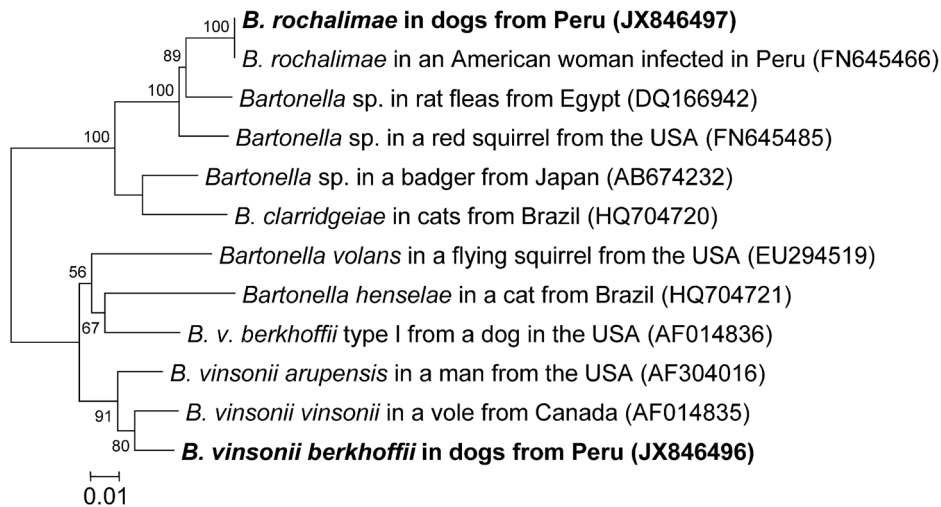 100 B. rochalimae in dogs from Peru (JX846497)
B. rochalimae in an American woman infected in Peru (FN645466)
89
Bartonella sp. in rat fleas from Egypt (DQ166942)
100
Bartonella sp. in a red squirrel from the USA (FN645485)
100
Bartonella sp. in a badger from Japan (AB674232)
B. clarridgeiae in cats from Brazil (HQ704720)
Bartonella volans in a flying squirrel from the USA (EU294519)
56
Bartonella henselae in a cat from Brazil (HQ704721)
67
B. v. berkhoffii type I from a dog in the USA (AF014836)
B. vinsonii arupensis in a man from the USA (AF304016)
91
B. vinsonii vinsonii in a vole from Canada (AF014835)
80
B. vinsonii berkhoffii in dogs from Peru (JX846496)
0.01